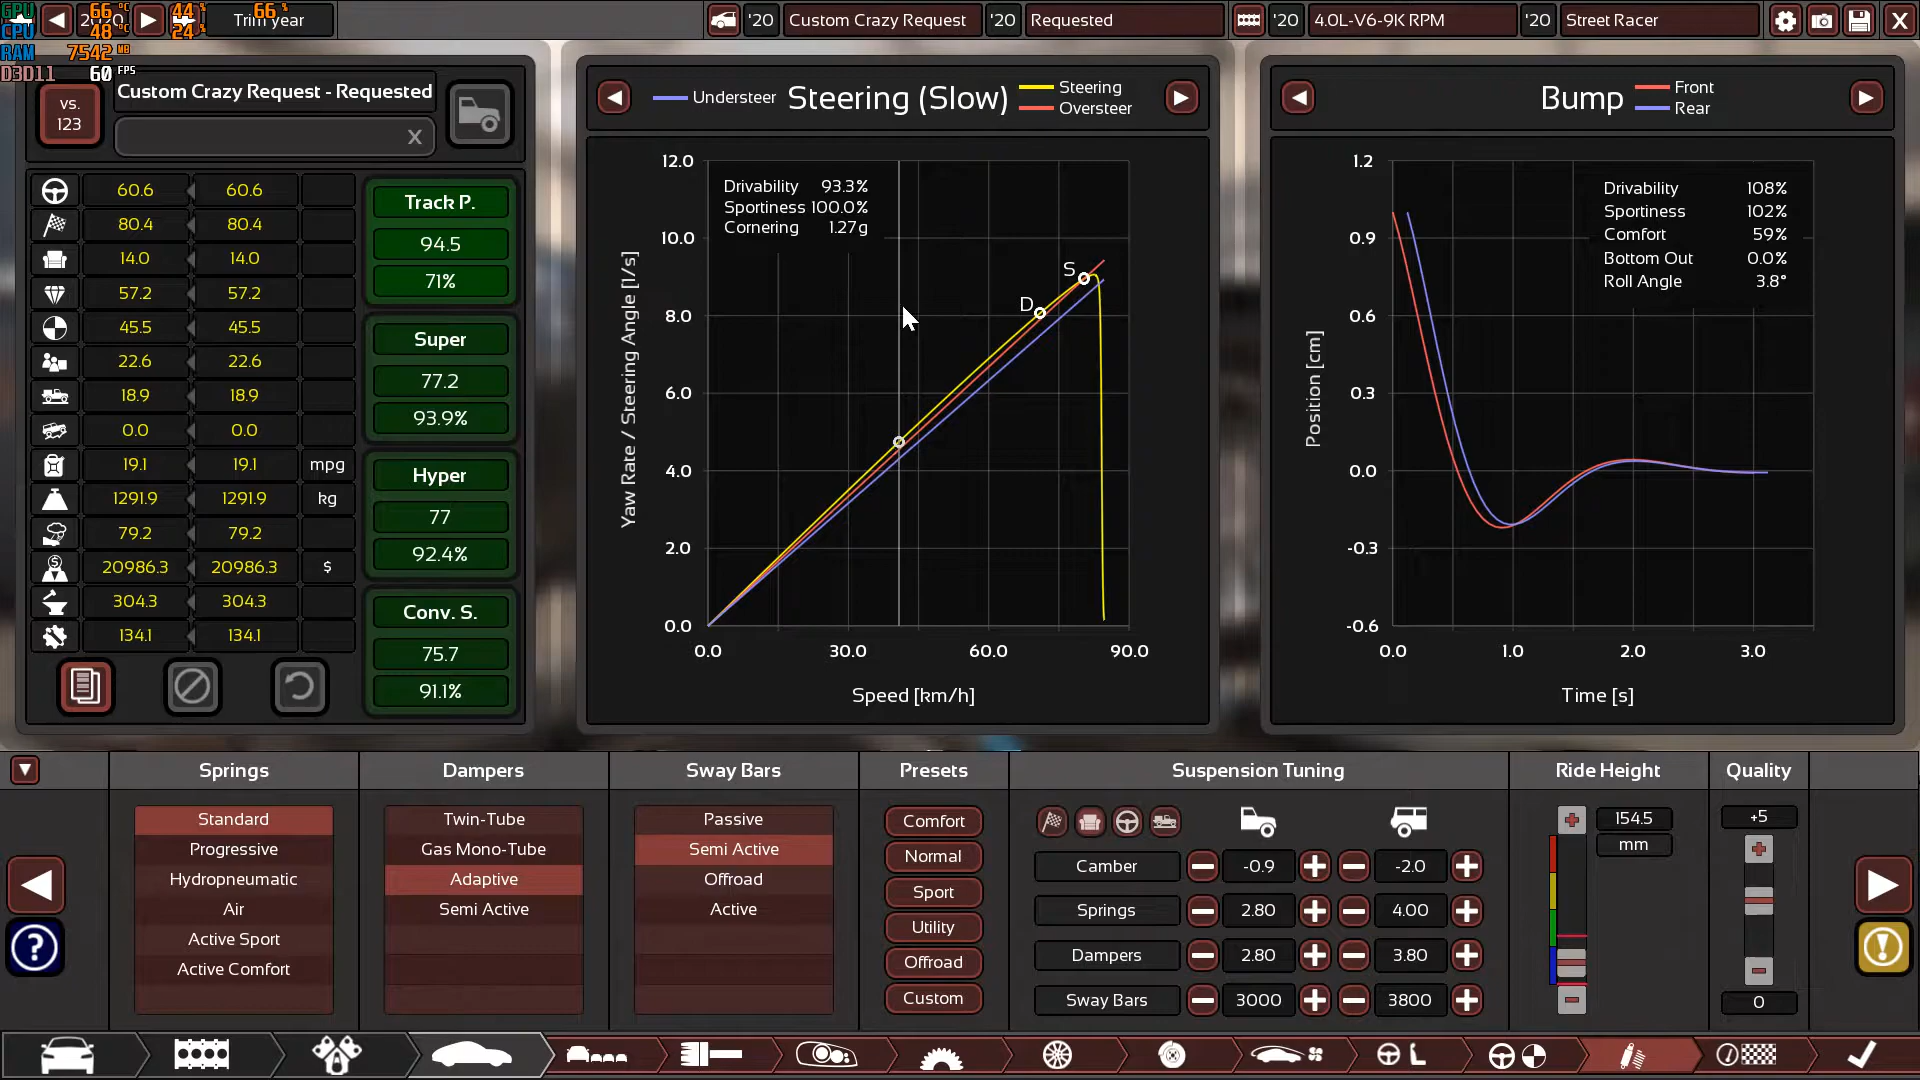 GPU 66 °C 44 % 66 %
CPU 48 °C 24 %
RAM 7542 MB
D3D11 60 FPS
Trim year
'20 Custom Crazy Request '20 Requested
'20 4.0L-V6-9K RPM '20 Street Racer
X
vs.
123
Custom Crazy Request - Requested
X
60.6 60.6
80.4 80.4
14.0 14.0
57.2 57.2
45.5 45.5
22.6 22.6
18.9 18.9
0.0 0.0
19.1 19.1 mpg
1291.9 1291.9 kg
79.2 79.2
20986.3 20986.3 $
304.3 304.3
134.1 134.1
Track P.
94.5
71%
Super
77.2
93.9%
Hyper
77
92.4%
Conv. S.
75.7
91.1%
Understeer Steering (Slow) Steering
Oversteer
Drivability 93.3%
Sportiness 100.0%
Cornering 1.27g
Yaw Rate / Steering Angle [1/s]
12.0
10.0
8.0
6.0
4.0
2.0
0.0
S
D
0.0 30.0 60.0 90.0
Speed [km/h]
Bump Front
Rear
Drivability 108%
Sportiness 102%
Comfort 59%
Bottom Out 0.0%
Roll Angle 3.8°
Position [cm]
1.2
0.9
0.6
0.3
0.0
-0.3
-0.6
0.0 1.0 2.0 3.0
Time [s]
Springs
Standard
Progressive
Hydropneumatic
Air
Active Sport
Active Comfort
Dampers
Twin-Tube
Gas Mono-Tube
Adaptive
Semi Active
Sway Bars
Passive
Semi Active
Offroad
Active
Presets
Comfort
Normal
Sport
Utility
Offroad
Custom
Suspension Tuning
Camber -0.9 -2.0
Springs 2.80 4.00
Dampers 2.80 3.80
Sway Bars 3000 3800
Ride Height
154.5
mm
Quality
+5
0
?